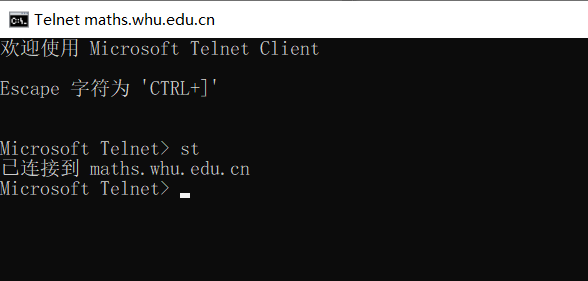 Telnet maths.whu.edu.cn
欢迎使用 Microsoft Telnet Client
Escape 字符为 'CTRL+]'
Microsoft Telnet> st
已连接到 maths.whu.edu.cn
Microsoft Telnet>